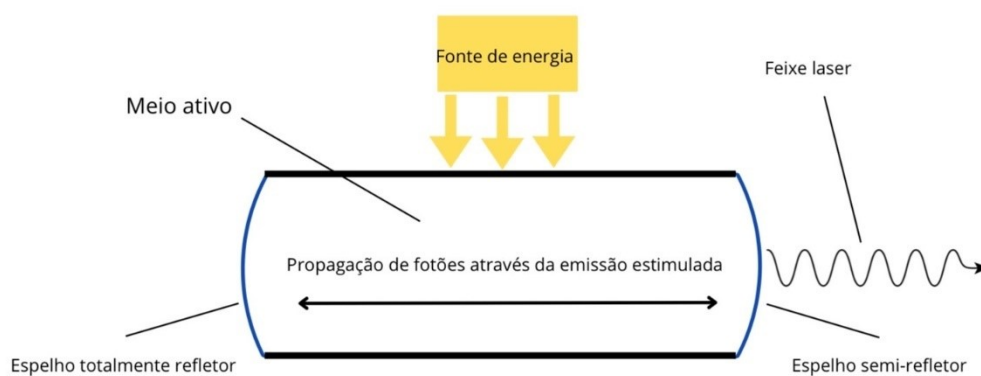 Fonte de energia
Feixe laser
Meio ativo
Propagação de fotões através da emissão estimulada
Espelho totalmente refletor
Espelho semi-refletor